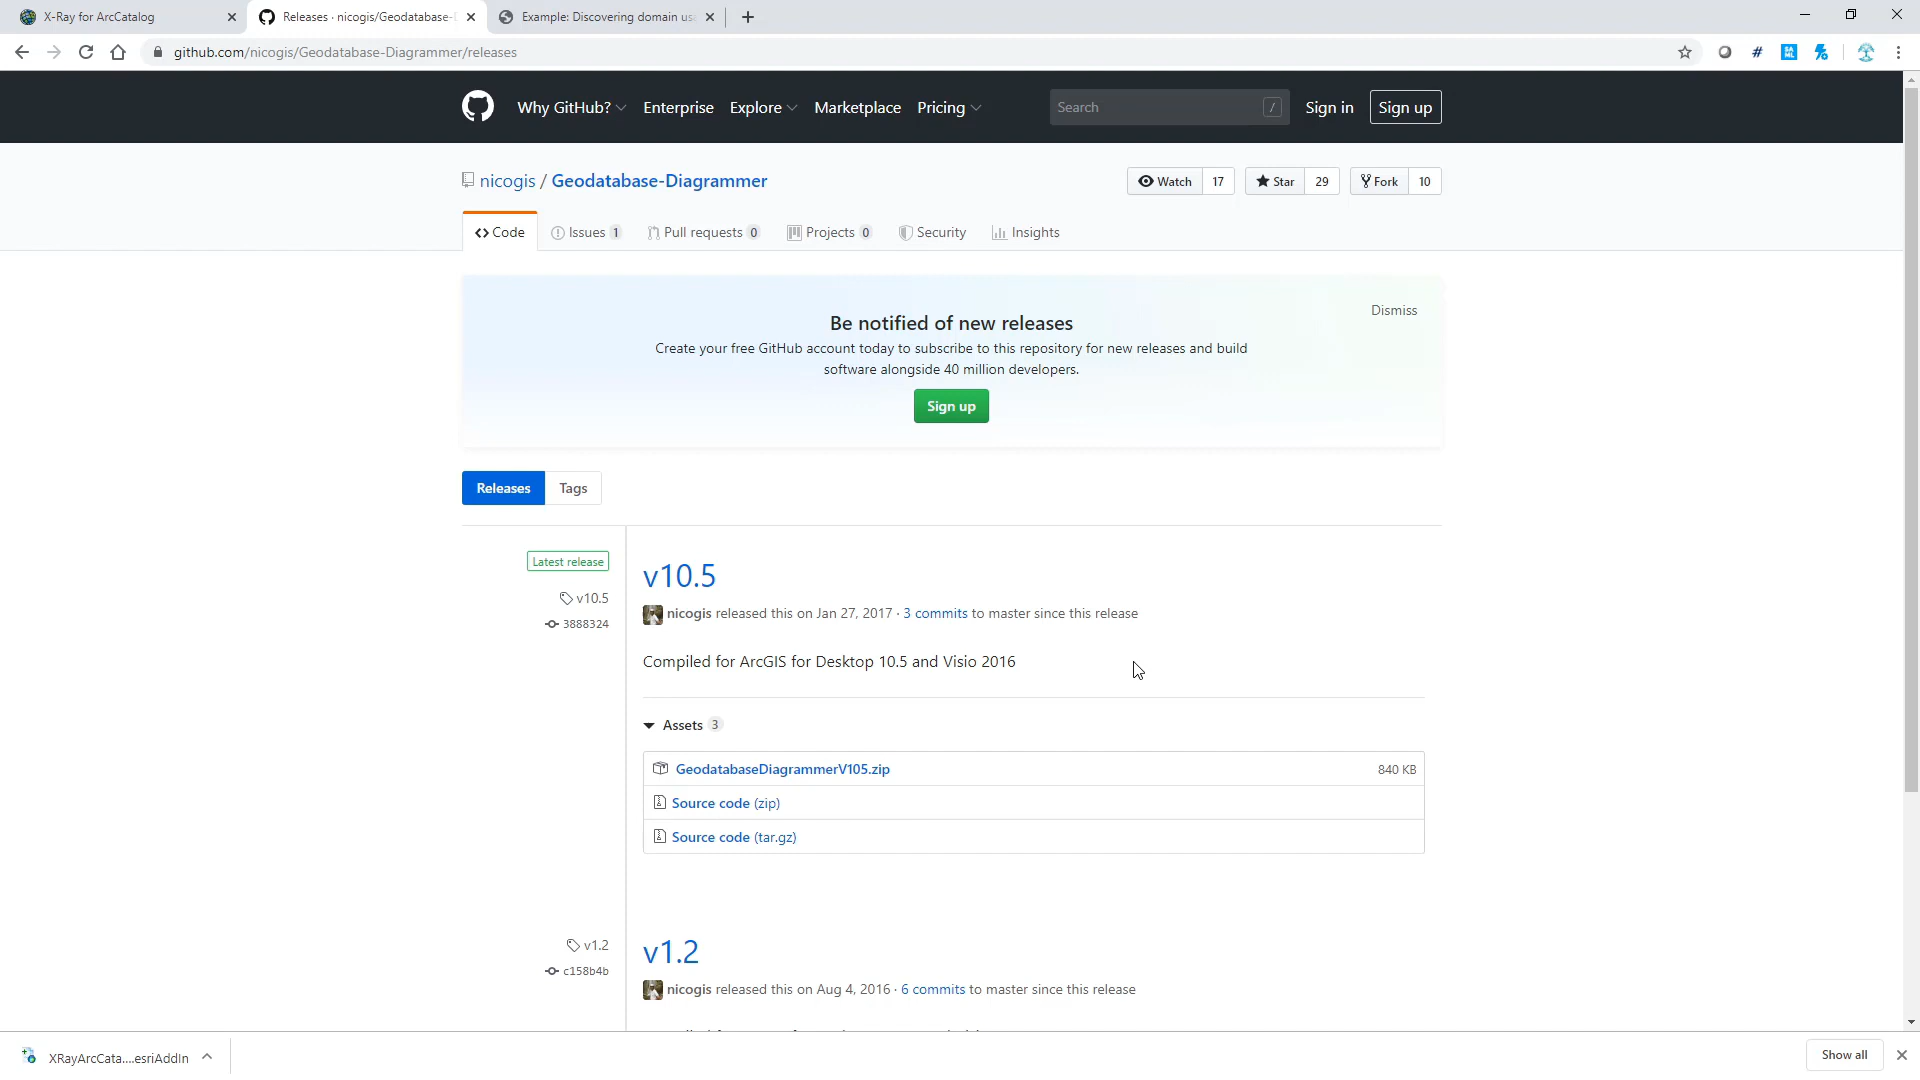 X-Ray for ArcCatalog
Releases · nicogis/Geodatabase-
Example: Discovering domain us
github.com/nicogis/Geodatabase-Diagrammer/releases
Why GitHub? Enterprise Explore Marketplace Pricing Search / Sign in Sign up
nicogis / Geodatabase-Diagrammer
Watch 17 Star 29 Fork 10
Code Issues 1 Pull requests 0 Projects 0 Security Insights
Dismiss
Be notified of new releases
Create your free GitHub account today to subscribe to this repository for new releases and build
software alongside 40 million developers.
Sign up
Releases Tags
Latest release
v10.5
3888324
v10.5
nicogis released this on Jan 27, 2017 · 3 commits to master since this release
Compiled for ArcGIS for Desktop 10.5 and Visio 2016
Assets 3
GeodatabaseDiagrammerV105.zip 840 KB
Source code (zip)
Source code (tar.gz)
v1.2
c158b4b
v1.2
nicogis released this on Aug 4, 2016 · 6 commits to master since this release
XRayArcCata....esriAddIn
Show all